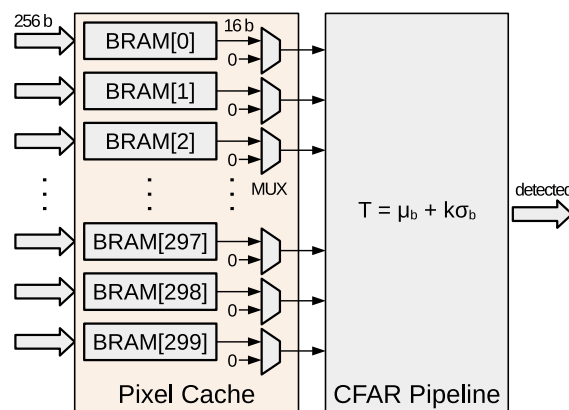 256 b
BRAM[0]
16 b
0
BRAM[1]
0
BRAM[2]
0
MUX
T = μb + kσb
detected
BRAM[297]
0
BRAM[298]
0
BRAM[299]
0
Pixel Cache
CFAR Pipeline